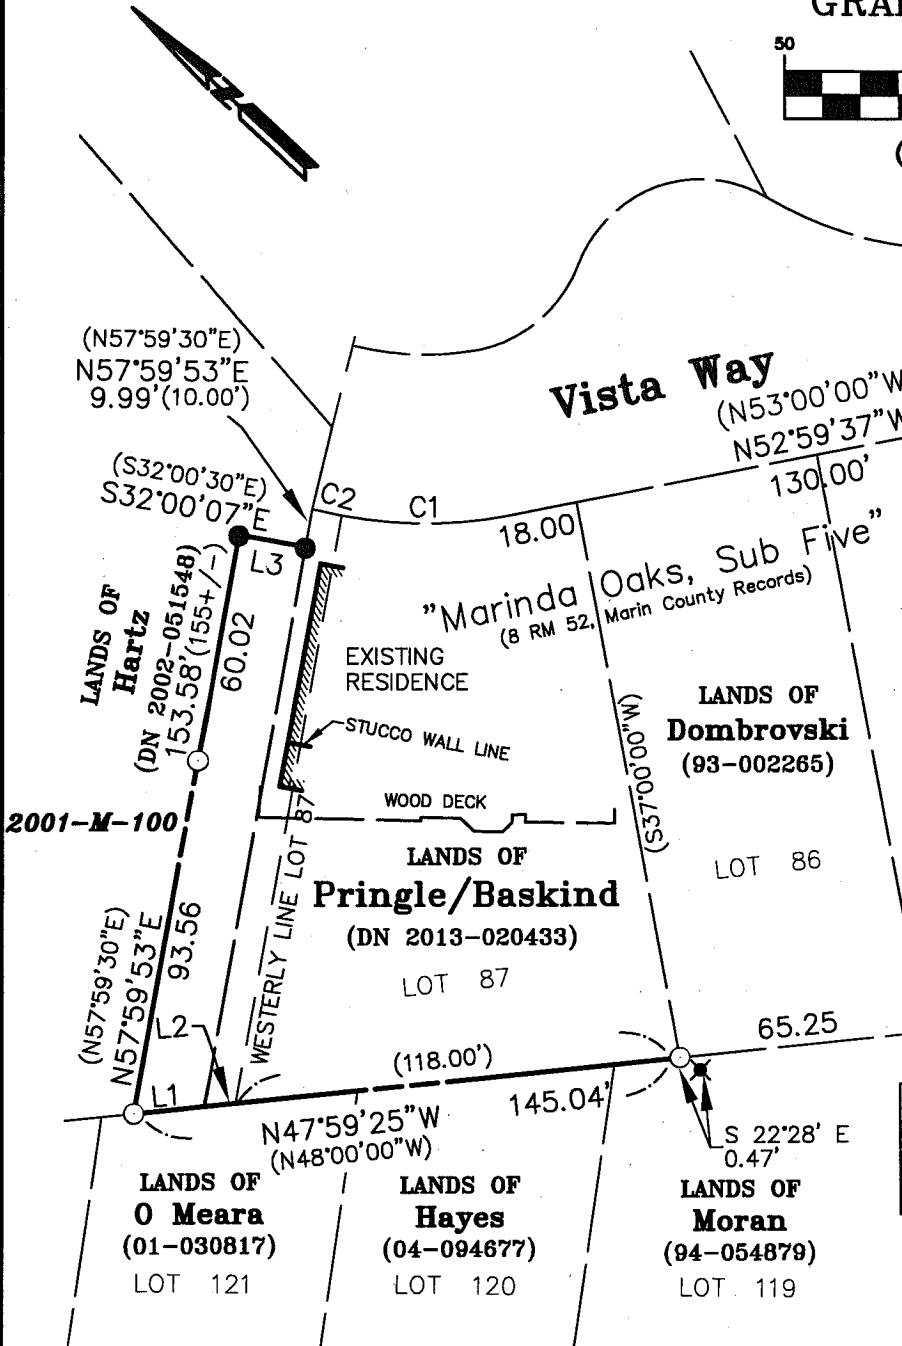 GRA
50
(
N
(N57°59'30"E)
N57°59'53"E
9.99'(10.00')
Vista Way
(N53°00'00"W
N52°59'37"W
130.00'
(S32°00'30"E)
S32°00'07"E
C2
C1
18.00
L3
"Marinda Oaks, Sub Five"
(8 RM 52, Marin County Records)
LANDS OF
Hartz
(DN 2002-051548)
153.58'(155+/-)
60.02
EXISTING
RESIDENCE
STUCCO WALL LINE
(S37°00'00"W)
LANDS OF
Dombrovski
(93-002265)
LOT 86
WOOD DECK
2001-M-100
LANDS OF
Pringle/Baskind
(DN 2013-020433)
LOT 87
WESTERLY LINE LOT 87
(N57°59'30"E)
N57°59'53"E
93.56
L2
L1
(118.00')
65.25
145.04'
N47°59'25"W
(N48°00'00"W)
S 22°28' E
0.47'
LANDS OF
O Meara
(01-030817)
LOT 121
LANDS OF
Hayes
(04-094677)
LOT 120
LANDS OF
Moran
(94-054879)
LOT 119